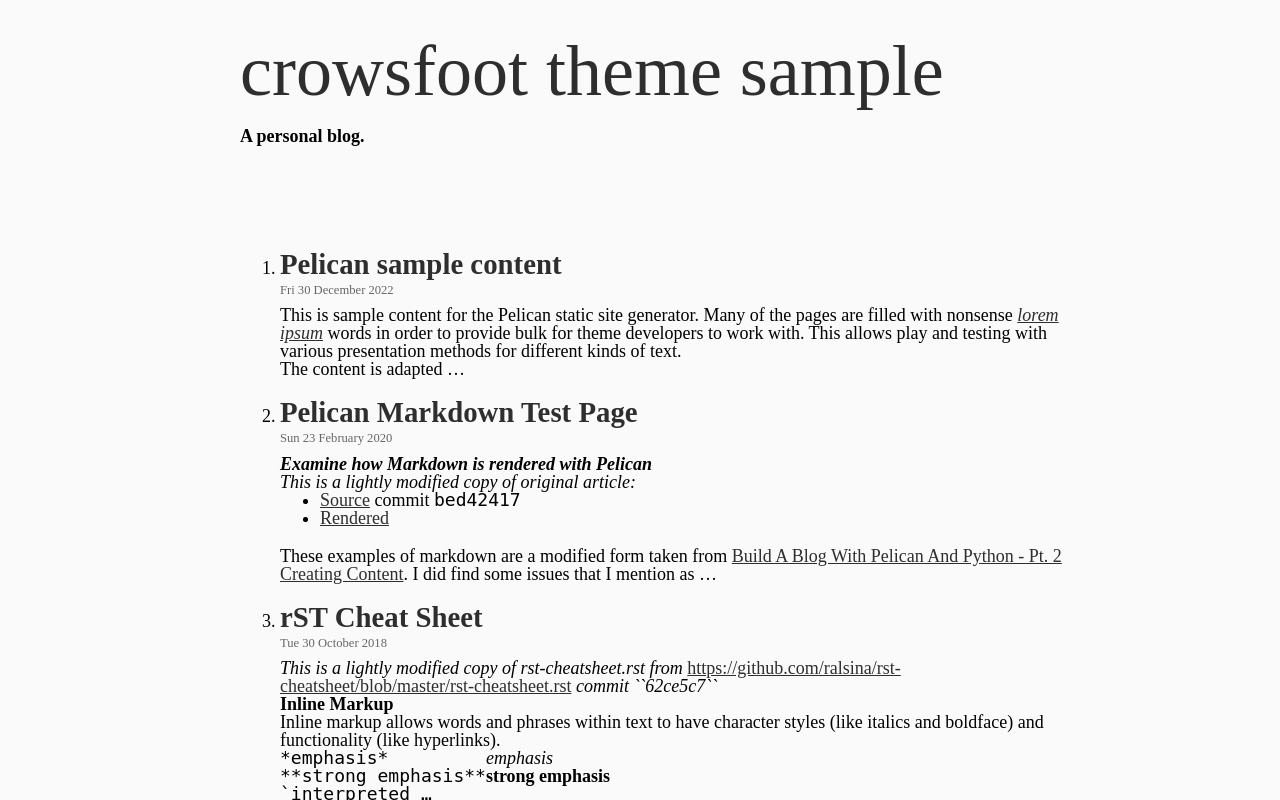 crowsfoot theme sample
A personal blog.
1. Pelican sample content
Fri 30 December 2022
This is sample content for the Pelican static site generator. Many of the pages are filled with nonsense lorem
ipsum words in order to provide bulk for theme developers to work with. This allows play and testing with
various presentation methods for different kinds of text.
The content is adapted …
2. Pelican Markdown Test Page
Sun 23 February 2020
Examine how Markdown is rendered with Pelican
This is a lightly modified copy of original article:
• Source commit bed42417
• Rendered
These examples of markdown are a modified form taken from Build A Blog With Pelican And Python - Pt. 2
Creating Content. I did find some issues that I mention as …
3. rST Cheat Sheet
Tue 30 October 2018
This is a lightly modified copy of rst-cheatsheet.rst from https://github.com/ralsina/rst-
cheatsheet/blob/master/rst-cheatsheet.rst commit ``62ce5c7``
Inline Markup
Inline markup allows words and phrases within text to have character styles (like italics and boldface) and
functionality (like hyperlinks).
*emphasis* emphasis
**strong emphasis** strong emphasis
`interpreted …